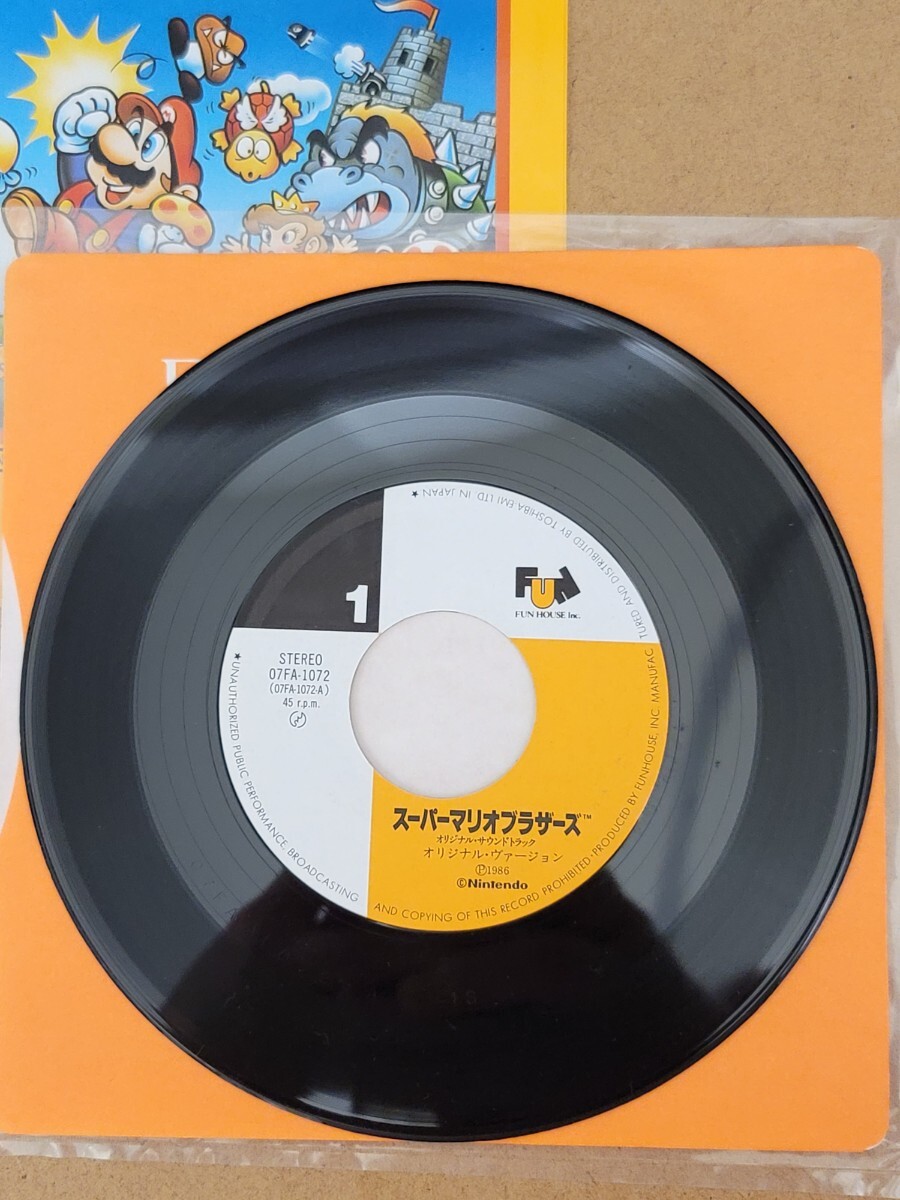 1
FUN
FUN HOUSE Inc.
STEREO
07FA-1072
(07FA-1072-A)
45 r.p.m.
スーパーマリオブラザーズ™
オリジナル・サウンドトラック
オリジナル・ヴァージョン
Ⓟ1986
©Nintendo
★UNAUTHORIZED PUBLIC PERFORMANCE, BROADCASTING AND COPYING OF THIS RECORD PROHIBITED・PRODUCED BY FUNHOUSE, INC. MANUFACTURED AND DISTRIBUTED BY TOSHIBA EMI LTD. IN JAPAN★